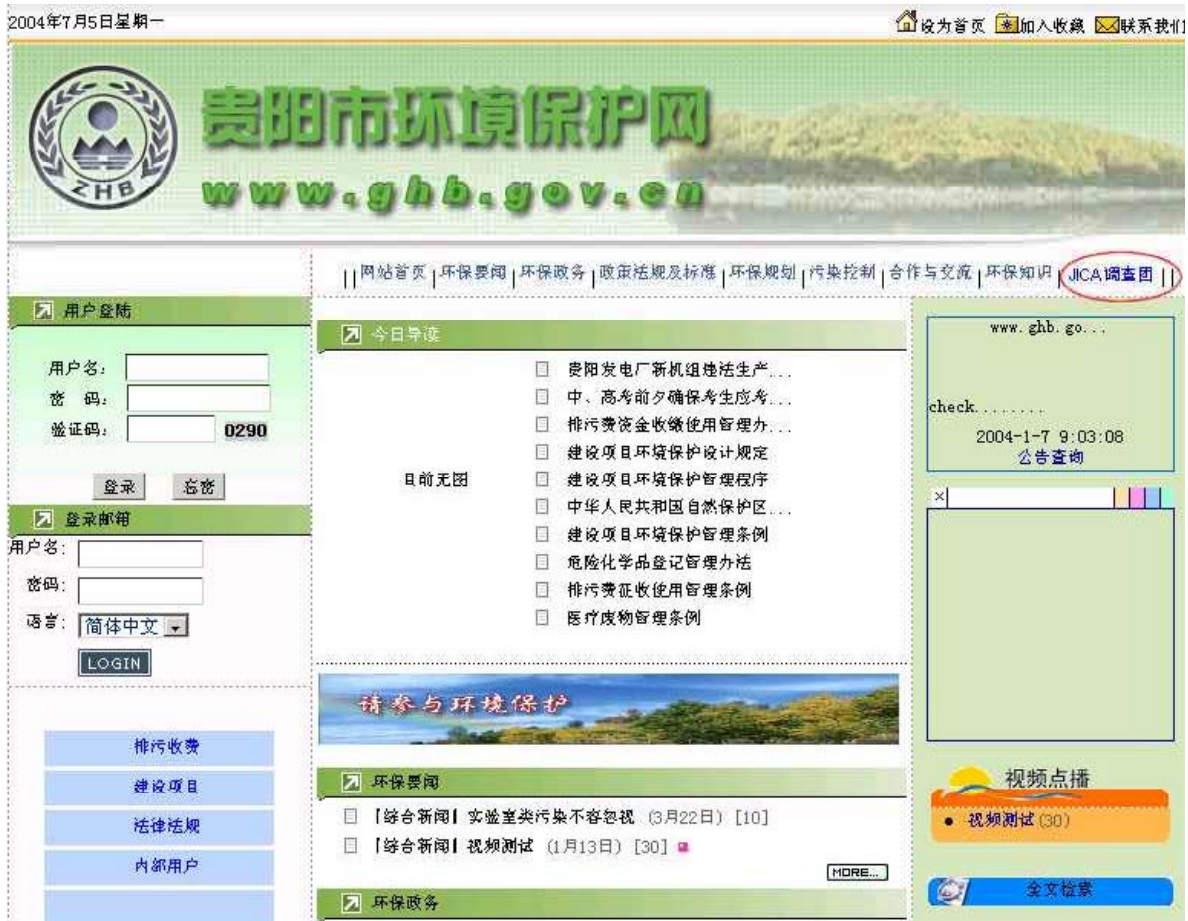 2004年7月5日星期一
设为首页 加入收藏 联系我们
ZHB
贵阳市环境保护网
www.ghb.gov.cn
网站首页 环保要闻 环保政务 政策法规及标准 环保规划 污染控制 合作与交流 环保知识 JICA调查团
用户登陆
用户名:
密 码:
验证码: 0290
登录 忘密
登录邮箱
用户名:
密码:
语言: 简体中文
LOGIN
排污收费
建设项目
法律法规
内部用户
今日导读
目前无图
贵阳发电厂新机组违法生产...
中、高考前夕确保考生应考...
排污费资金收缴使用管理办...
建设项目环境保护设计规定
建设项目环境保护管理程序
中华人民共和国自然保护区...
建设项目环境保护管理条例
危险化学品登记管理办法
排污费征收使用管理条例
医疗废物管理条例
请参与环境保护
环保要闻
[综合新闻] 实验室类污染不容忽视 (3月22日) [10]
[综合新闻] 视频测试 (1月13日) [30]
MORE...
环保政务
www.ghb.go...
check........
2004-1-7 9:03:08
公告查询
视频点播
视频测试(30)
全文检索